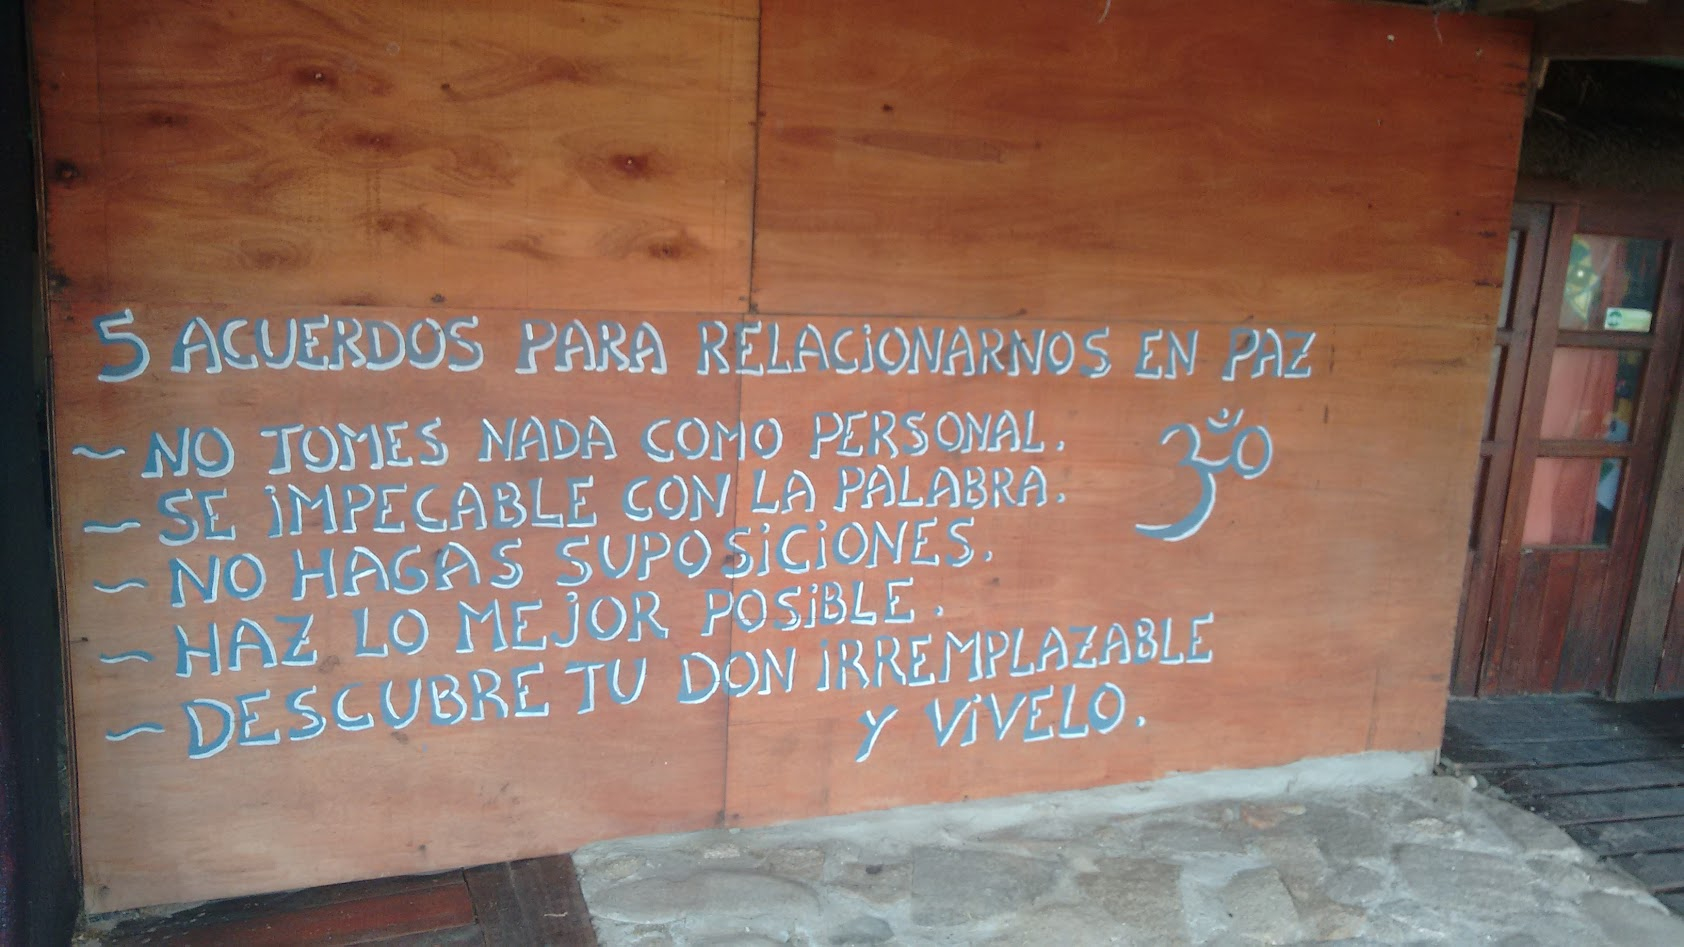 5 ACUERDOS PARA RELACIONARNOS EN PAZ
~ NO TOMES NADA COMO PERSONAL.
~ SE IMPECABLE CON LA PALABRA.
~ NO HAGAS SUPOSICIONES.
~ HAZ LO MEJOR POSIBLE.
~ DESCUBRE TU DON IRREMPLAZABLE
Y VIVELO.
ॐ